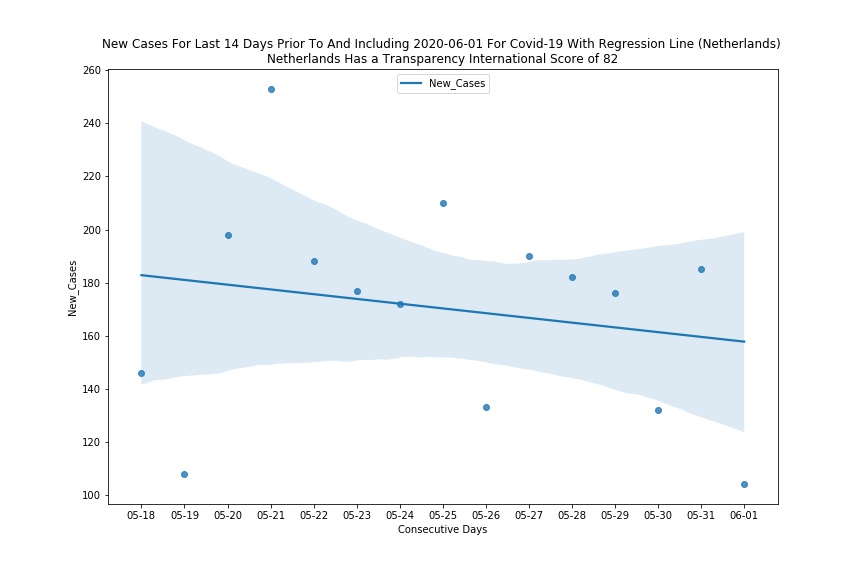 New Cases For Last 14 Days Prior To And Including 2020-06-01 For Covid-19 With Regression Line (Netherlands)
Netherlands Has a Transparency International Score of 82
New_Cases
260
240
220
200
180
160
140
120
100
New_Cases
05-18 05-19 05-20 05-21 05-22 05-23 05-24 05-25 05-26 05-27 05-28 05-29 05-30 05-31 06-01
Consecutive Days